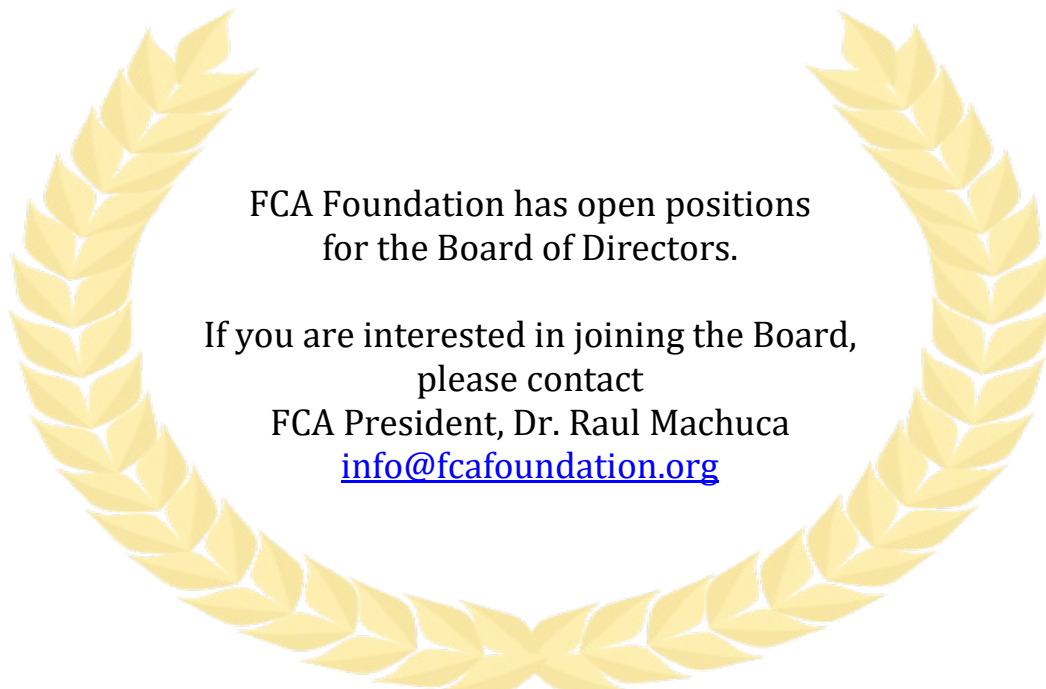 FCA Foundation has open positions
for the Board of Directors.
If you are interested in joining the Board,
please contact
FCA President, Dr. Raul Machuca
info@fcafoundation.org